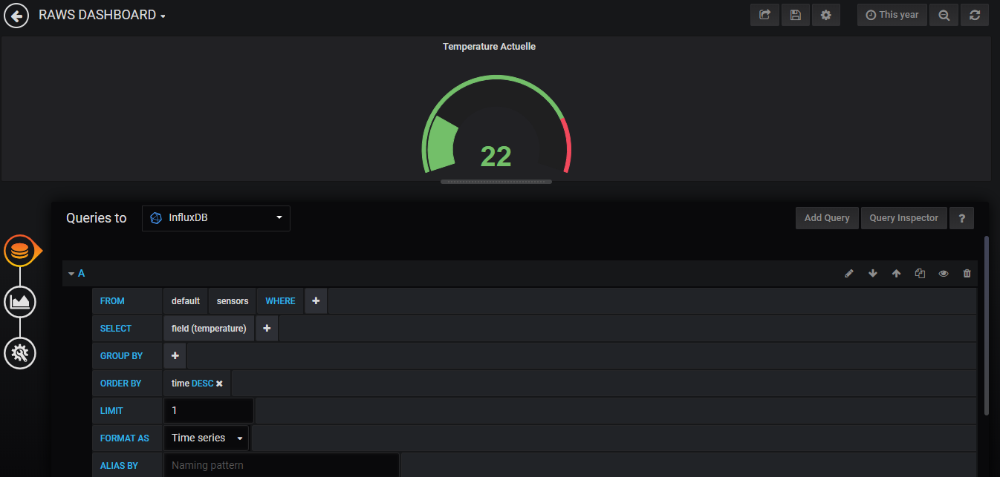 RAWS DASHBOARD
This year
Temperature Actuelle
22
Queries to InfluxDB
Add Query Query Inspector ?
A
FROM default sensors WHERE +
SELECT field (temperature) +
GROUP BY +
ORDER BY time DESC
LIMIT 1
FORMAT AS Time series
ALIAS BY Naming pattern